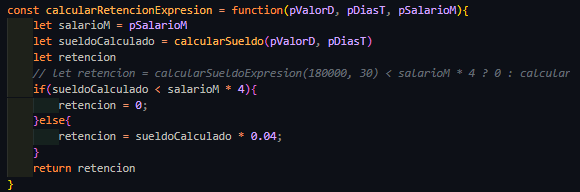 const calcularRetencionExpresion = function(pValorD, pDiasT, pSalarioM){
let salarioM = pSalarioM
let sueldoCalculado = calcularSueldo(pValorD, pDiasT)
let retencion
// let retencion = calcularSueldoExpresion(180000, 30) < salarioM * 4 ? 0 : calcular
if(sueldoCalculado < salarioM * 4){
retencion = 0;
}else{
retencion = sueldoCalculado * 0.04;
}
return retencion
}